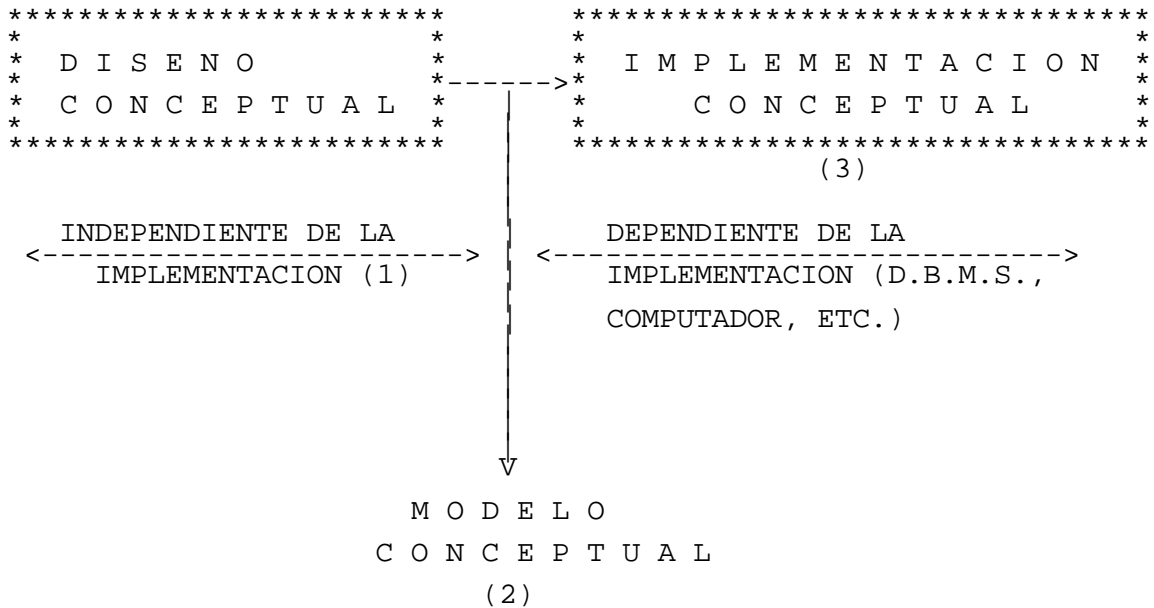 D I S E N O
C O N C E P T U A L
I M P L E M E N T A C I O N
C O N C E P T U A L
(3)
INDEPENDIENTE DE LA
IMPLEMENTACION (1)
DEPENDIENTE DE LA
IMPLEMENTACION (D.B.M.S.,
COMPUTADOR, ETC.)
M O D E L O
C O N C E P T U A L
(2)